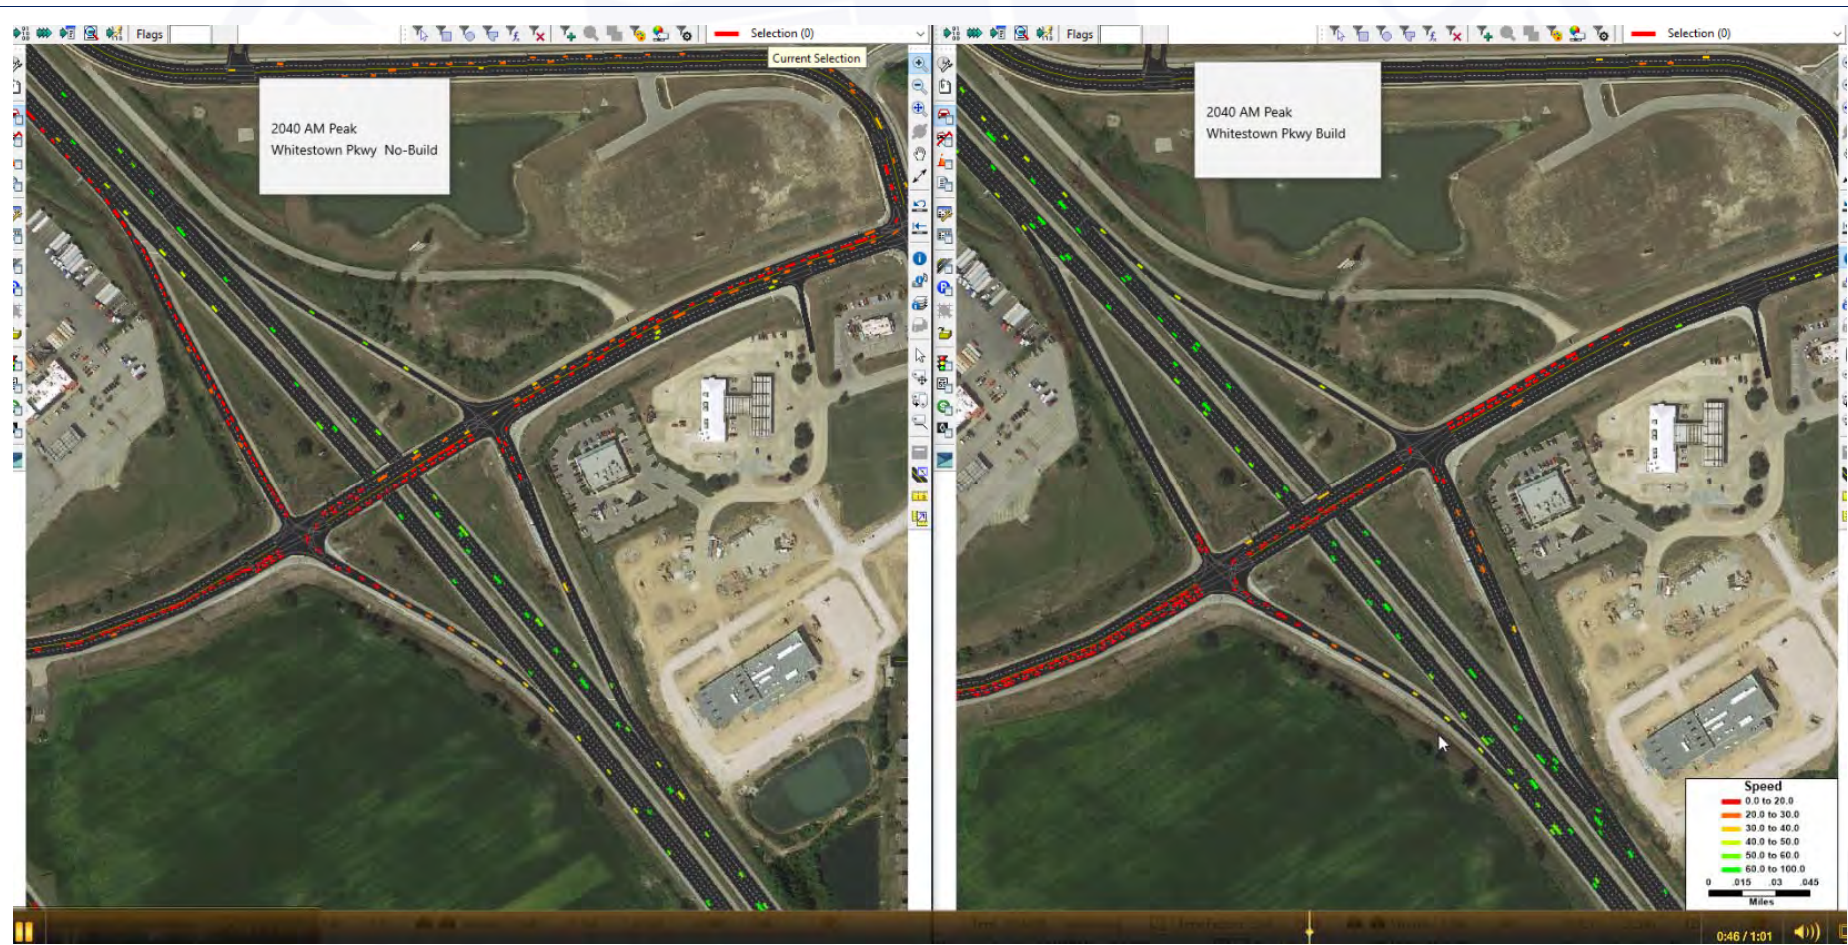 Flags
Selection (0)
Current Selection
2040 AM Peak
Whitestown Pkwy  No-Build
Flags
Selection (0)
2040 AM Peak
Whitestown Pkwy Build
Speed
0.0 to 20.0
20.0 to 30.0
30.0 to 40.0
40.0 to 50.0
50.0 to 60.0
60.0 to 100.0
0 .015 .03 .045
Miles
0:46 / 1:01